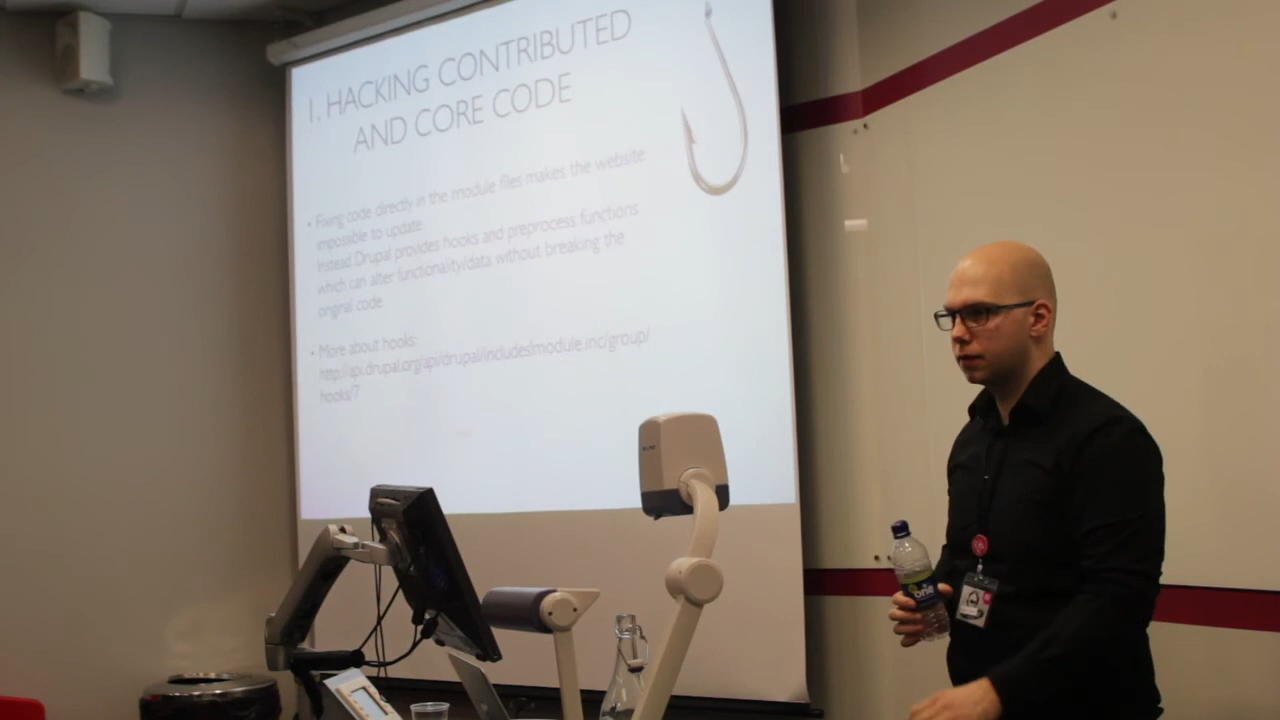 1. HACKING CONTRIBUTED
AND CORE CODE
• Fixing code directly in the module files makes the website
impossible to update
Instead Drupal provides hooks and preprocess functions
which can alter functionality/data without breaking the
original code
• More about hooks:
http://api.drupal.org/api/drupal/includes!module.inc/group/
hooks/7
one